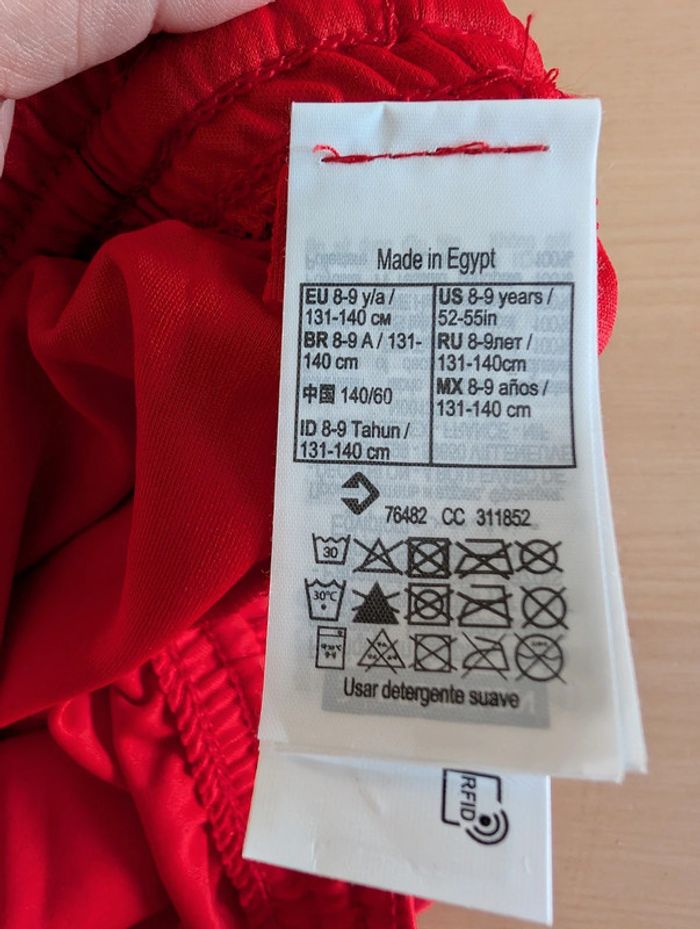 Made in Egypt
EU 8-9 y/a /
131-140 см
BR 8-9 A / 131-
140 cm
中国 140/60
ID 8-9 Tahun /
131-140 cm
US 8-9 years /
52-55in
RU 8-9лет /
131-140cm
MX 8-9 años /
131-140 cm
76482 CC 311852
30
30°C
Usar detergente suave
RFID